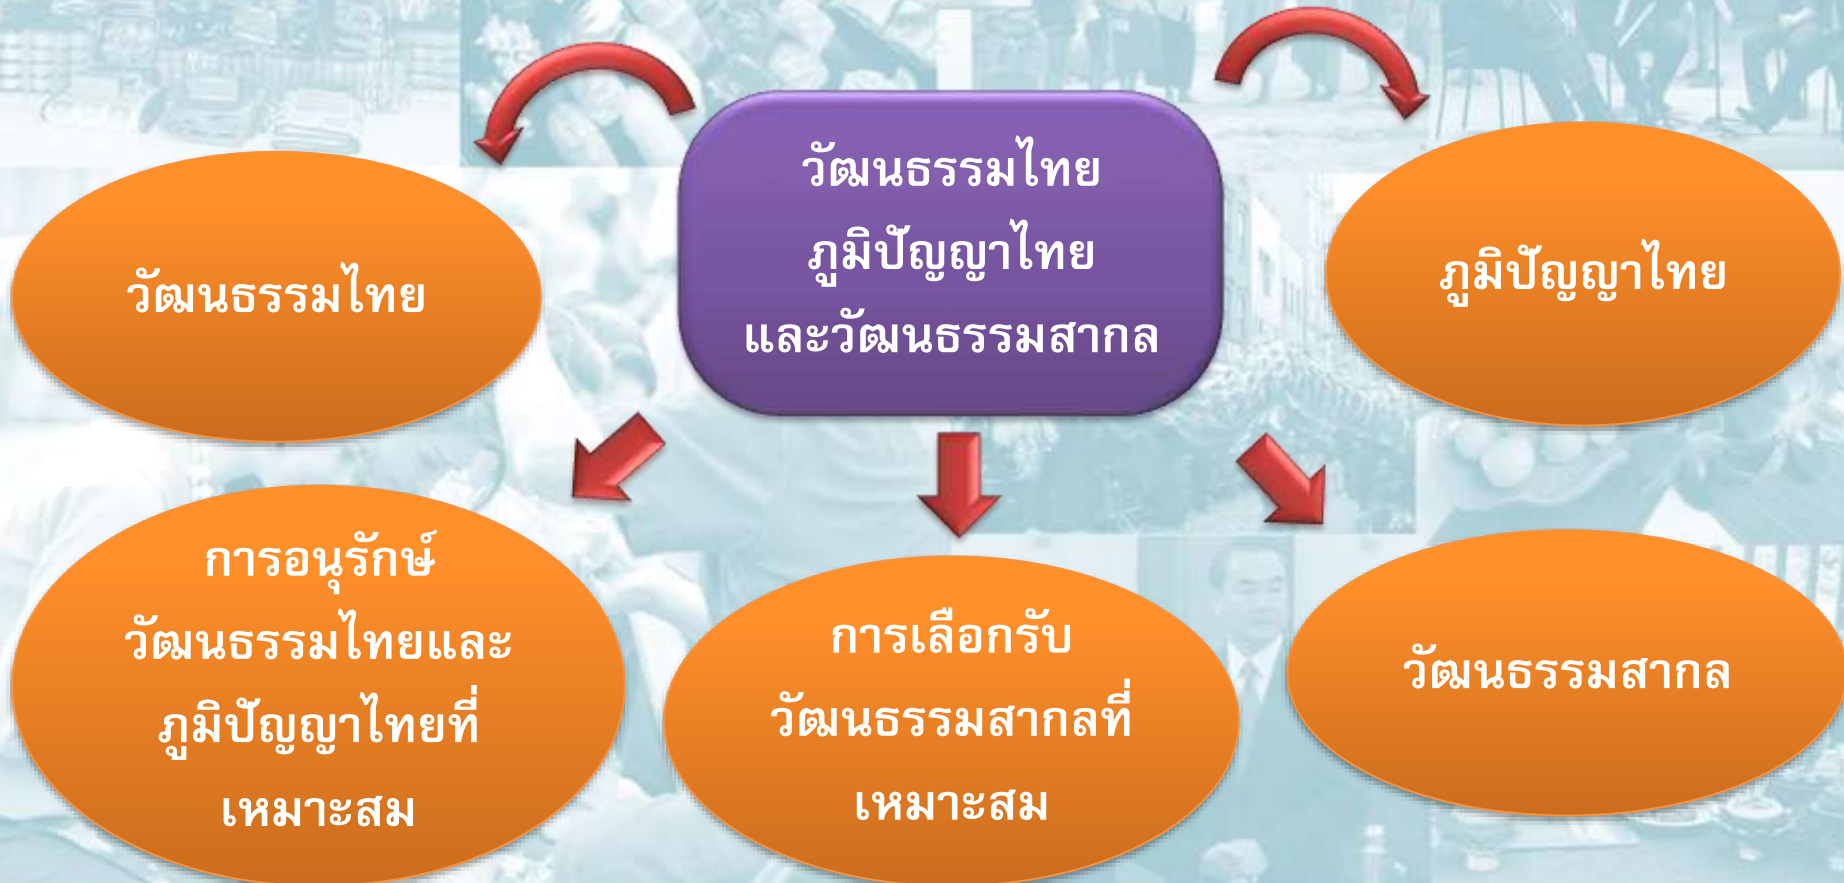 วัฒนธรรมไทย
ภูมิปัญญาไทย
และวัฒนธรรมสากล
วัฒนธรรมไทย
ภูมิปัญญาไทย
การอนุรักษ์
วัฒนธรรมไทยและ
ภูมิปัญญาไทยที่
เหมาะสม
การเลือกรับ
วัฒนธรรมสากลที่
เหมาะสม
วัฒนธรรมสากล